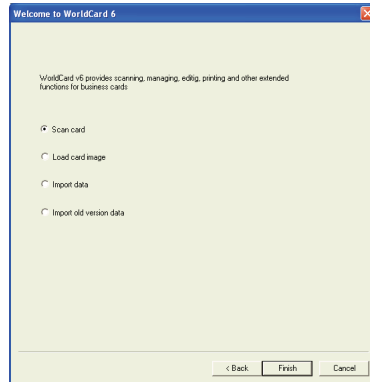 Welcome to WorldCard 6
WorldCard v6 provides scanning, managing, editig, printing and other extended
functions for business cards
Scan card
Load card image
Import data
Import old version data
< Back Finish Cancel